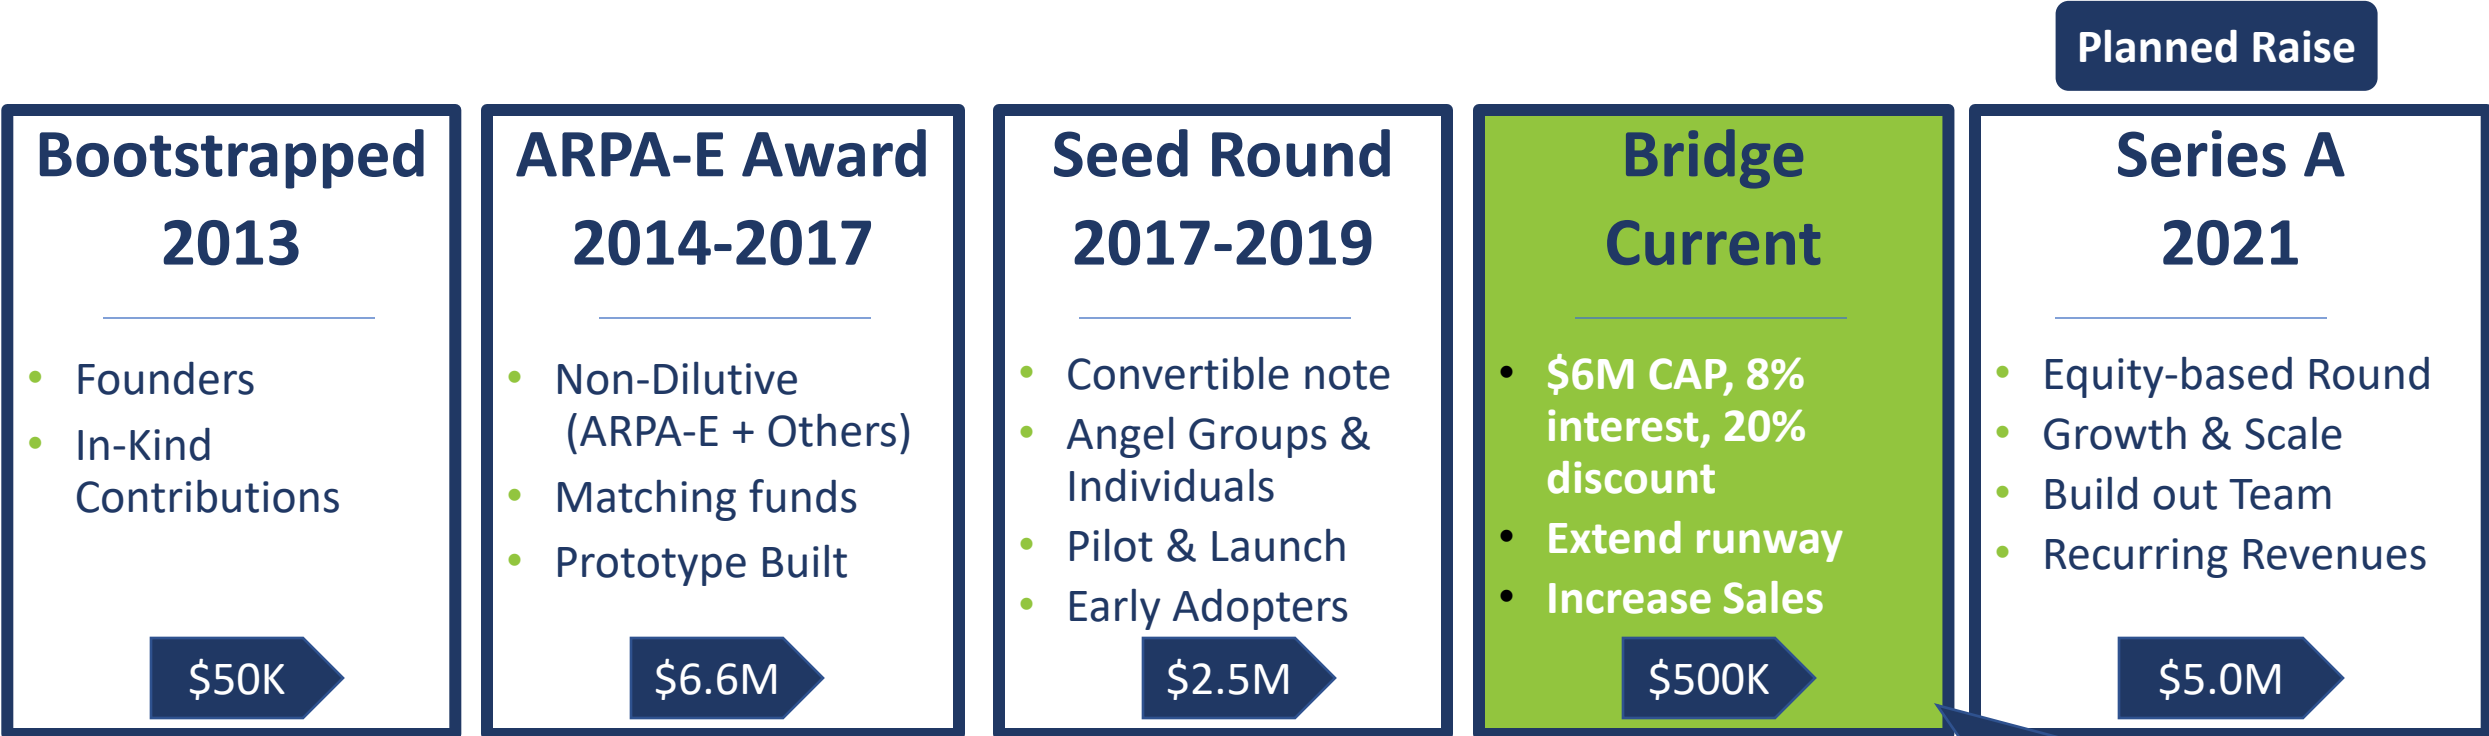 Planned Raise
Bootstrapped
2013
• Founders
• In-Kind
Contributions
$50K
ARPA-E Award
2014-2017
• Non-Dilutive
(ARPA-E + Others)
• Matching funds
• Prototype Built
$6.6M
Seed Round
2017-2019
• Convertible note
• Angel Groups &
Individuals
• Pilot & Launch
• Early Adopters
$2.5M
Bridge
Current
• $6M CAP, 8%
interest, 20%
discount
• Extend runway
• Increase Sales
$500K
Series A
2021
• Equity-based Round
• Growth & Scale
• Build out Team
• Recurring Revenues
$5.0M